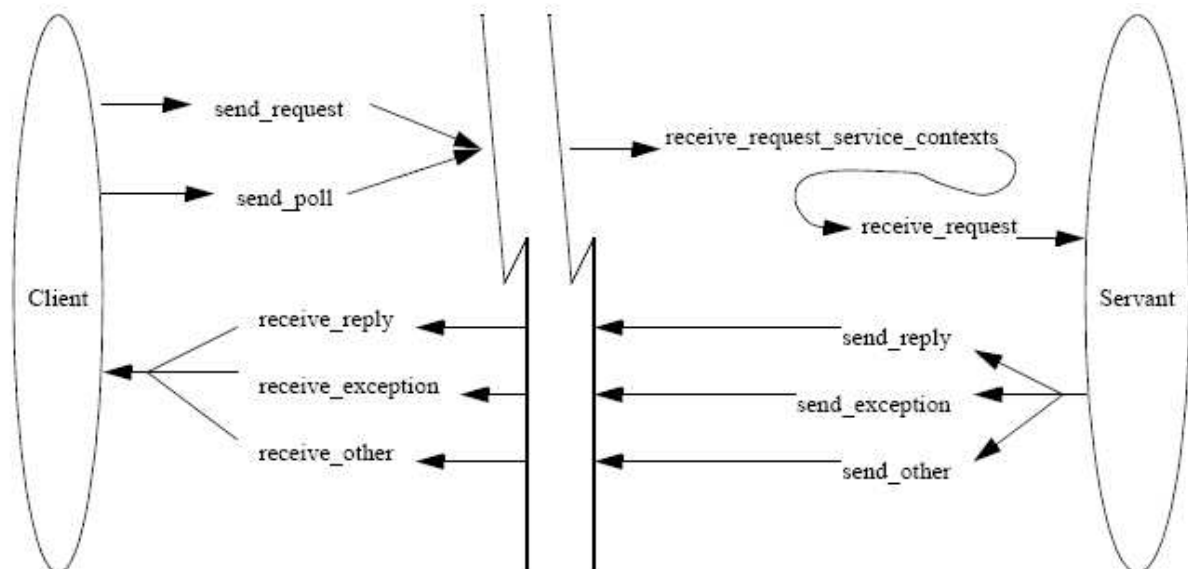 send_request
receive_request_service_contexts
send_poll
receive_request
Client
Servant
receive_reply
send_reply
receive_exception
send_exception
receive_other
send_other